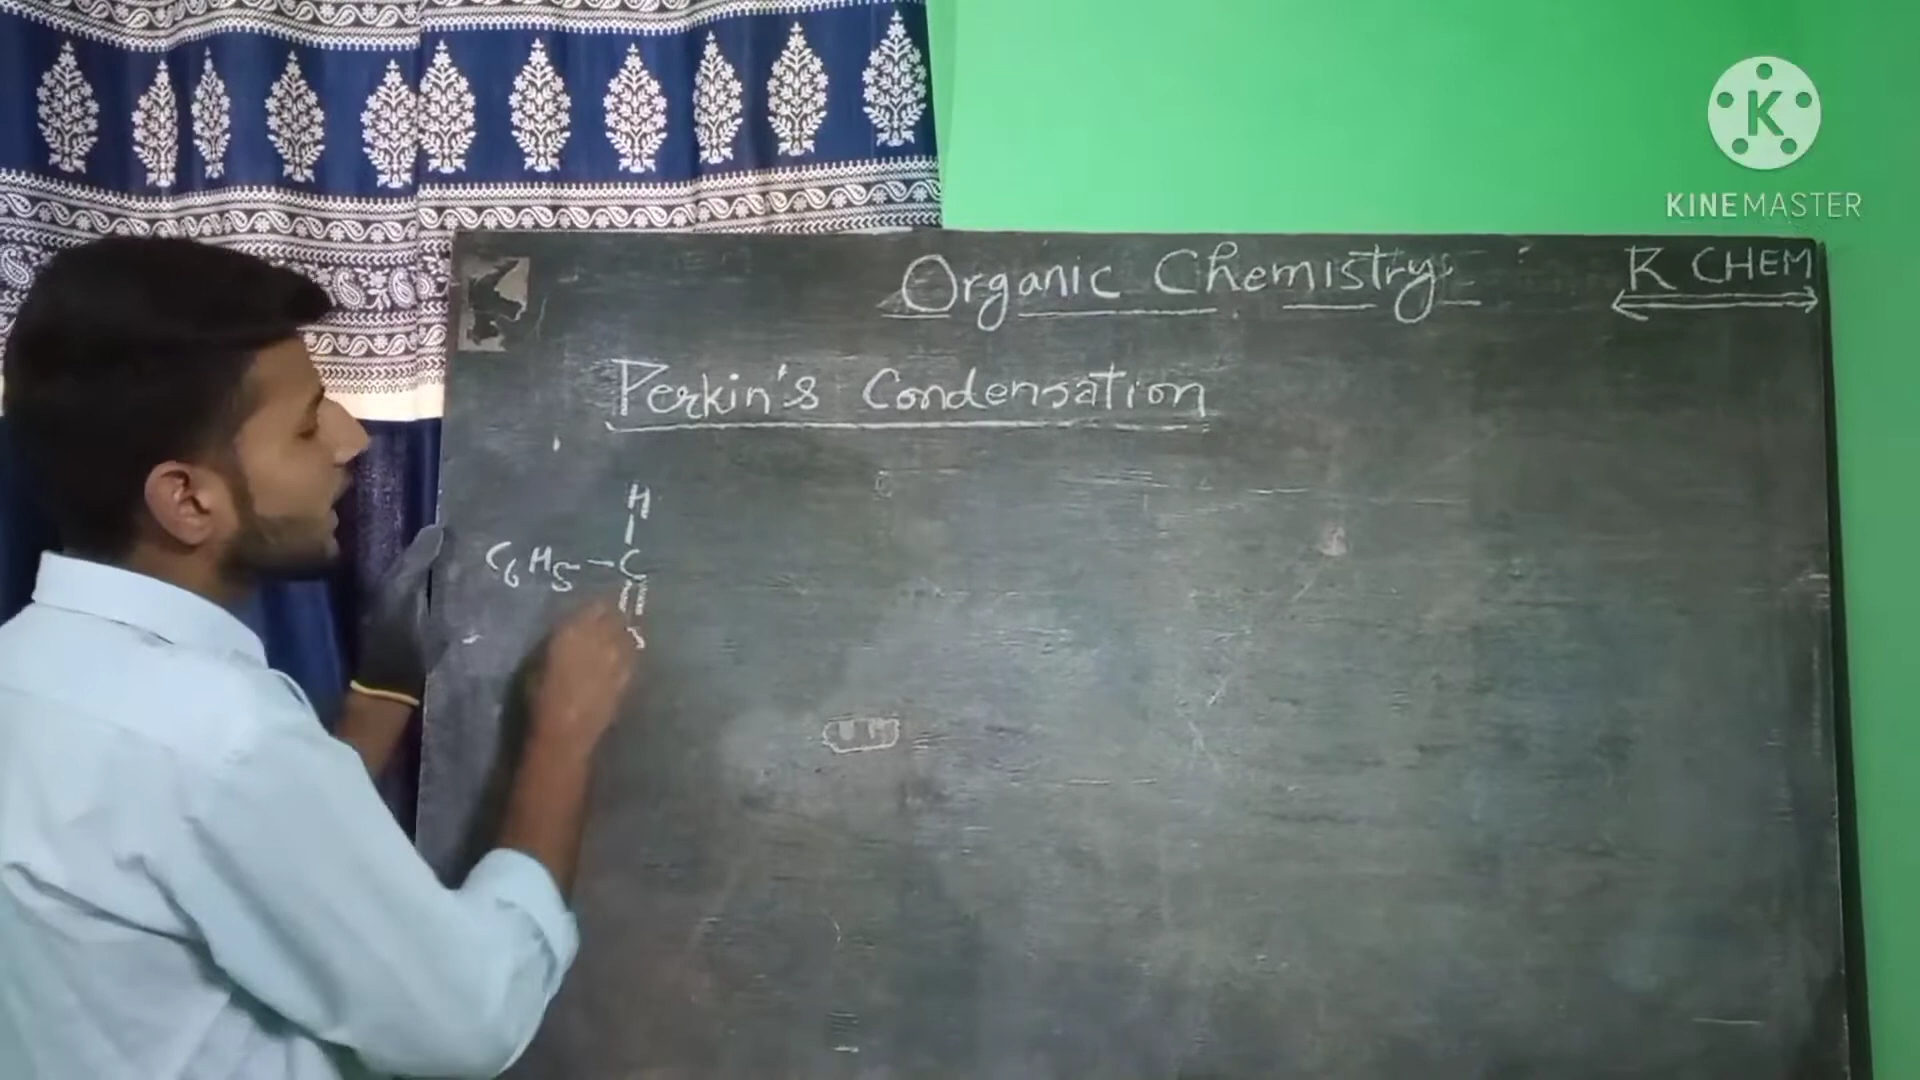 K
KINEMASTER
Organic Chemistry
R CHEM
Perkin's Condensation
H
C6H5-C